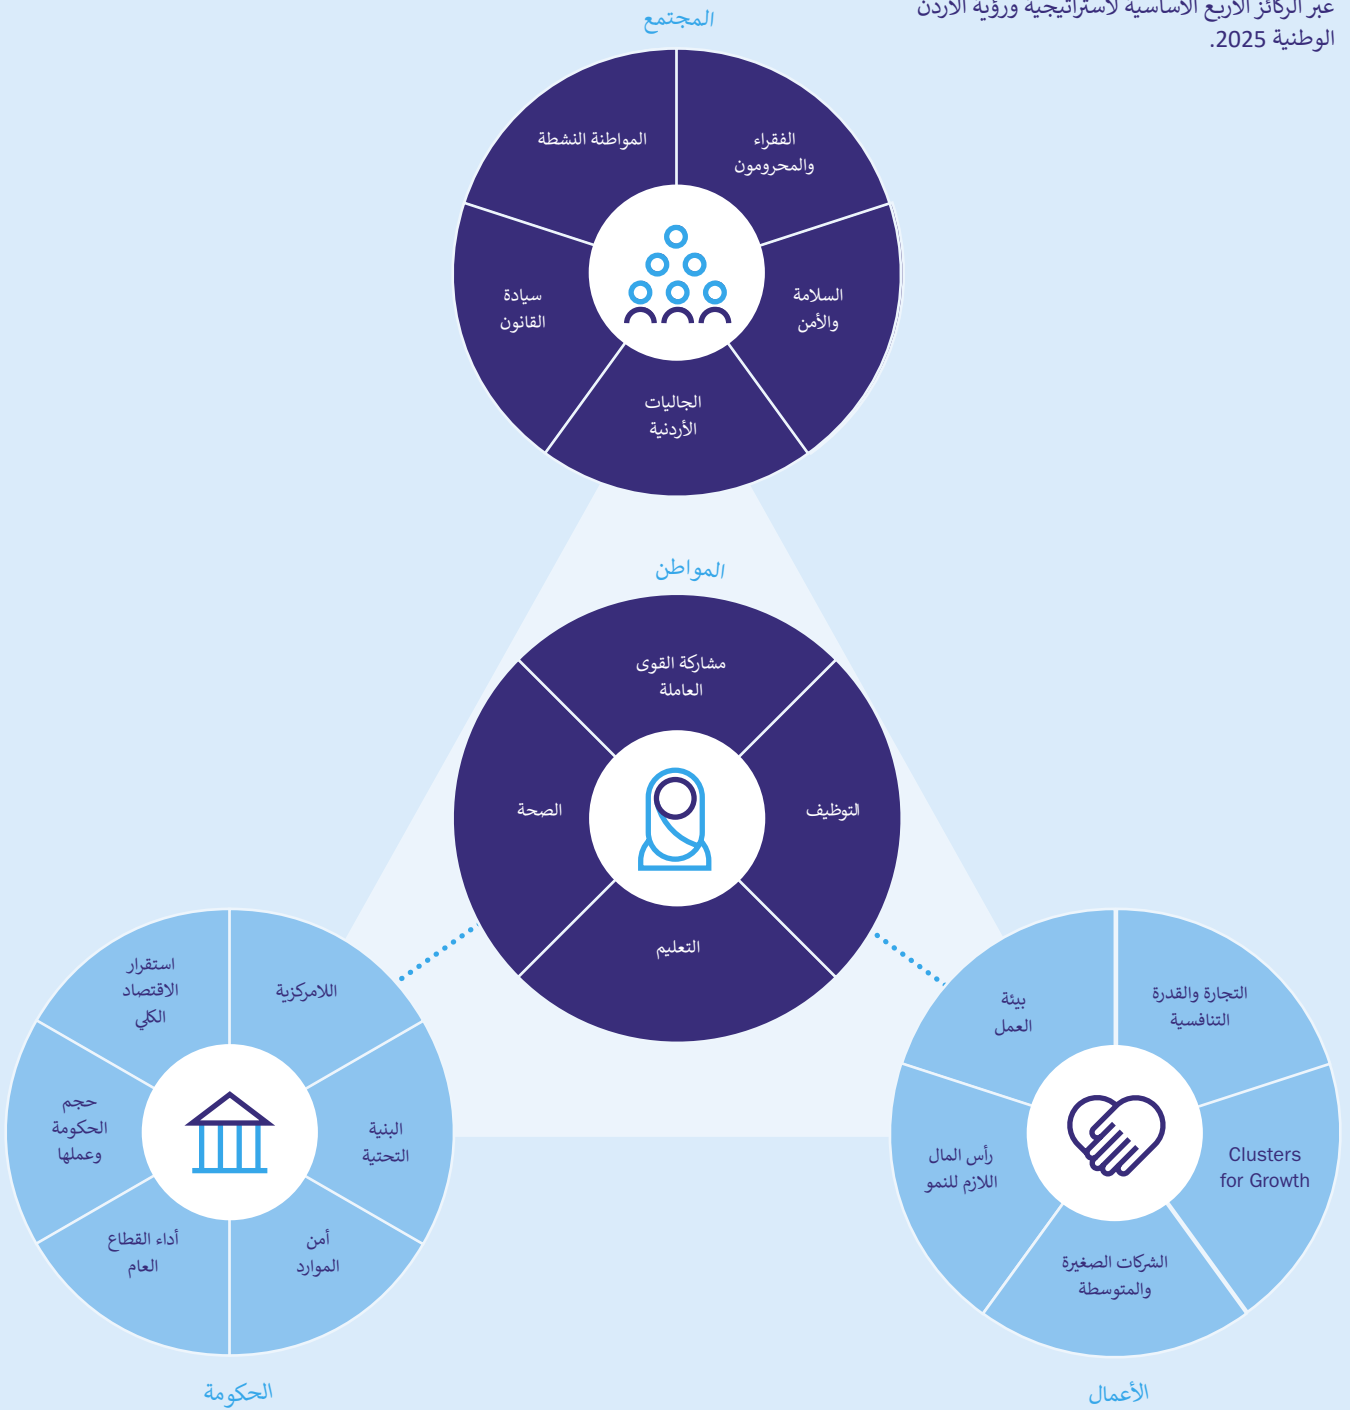 عبر الركائز الأربع الأساسية لاستراتيجية ورؤية الأردن
الوطنية 2025.
المجتمع
الفقراء
والمحرومون
المواطنة النشطة
السلامة
والأمن
سيادة
القانون
الجاليات
الأردنية
المواطن
مشاركة القوى
العاملة
التوظيف
الصحة
التعليم
التجارة والقدرة
التنافسية
بيئة
العمل
Clusters
for Growth
رأس المال
اللازم للنمو
الشركات الصغيرة
والمتوسطة
الأعمال
اللامركزية
استقرار
الاقتصاد
الكلي
البنية
التحتية
حجم
الحكومة
وعملها
أمن
الموارد
أداء القطاع
العام
الحكومة